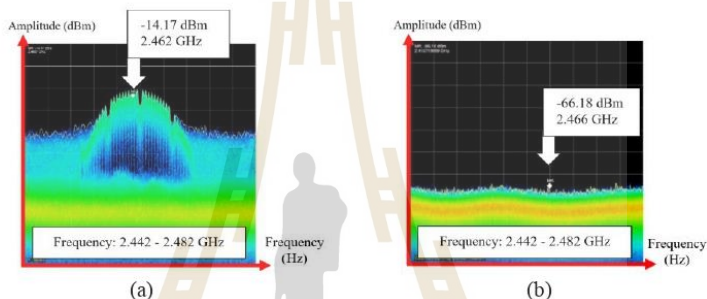 Amplitude (dBm)
-14.17 dBm
2.462 GHz
Frequency: 2.442 - 2.482 GHz
Frequency
(Hz)
(a)
Amplitude (dBm)
-66.18 dBm
2.466 GHz
Frequency: 2.442 - 2.482 GHz
Frequency
(Hz)
(b)